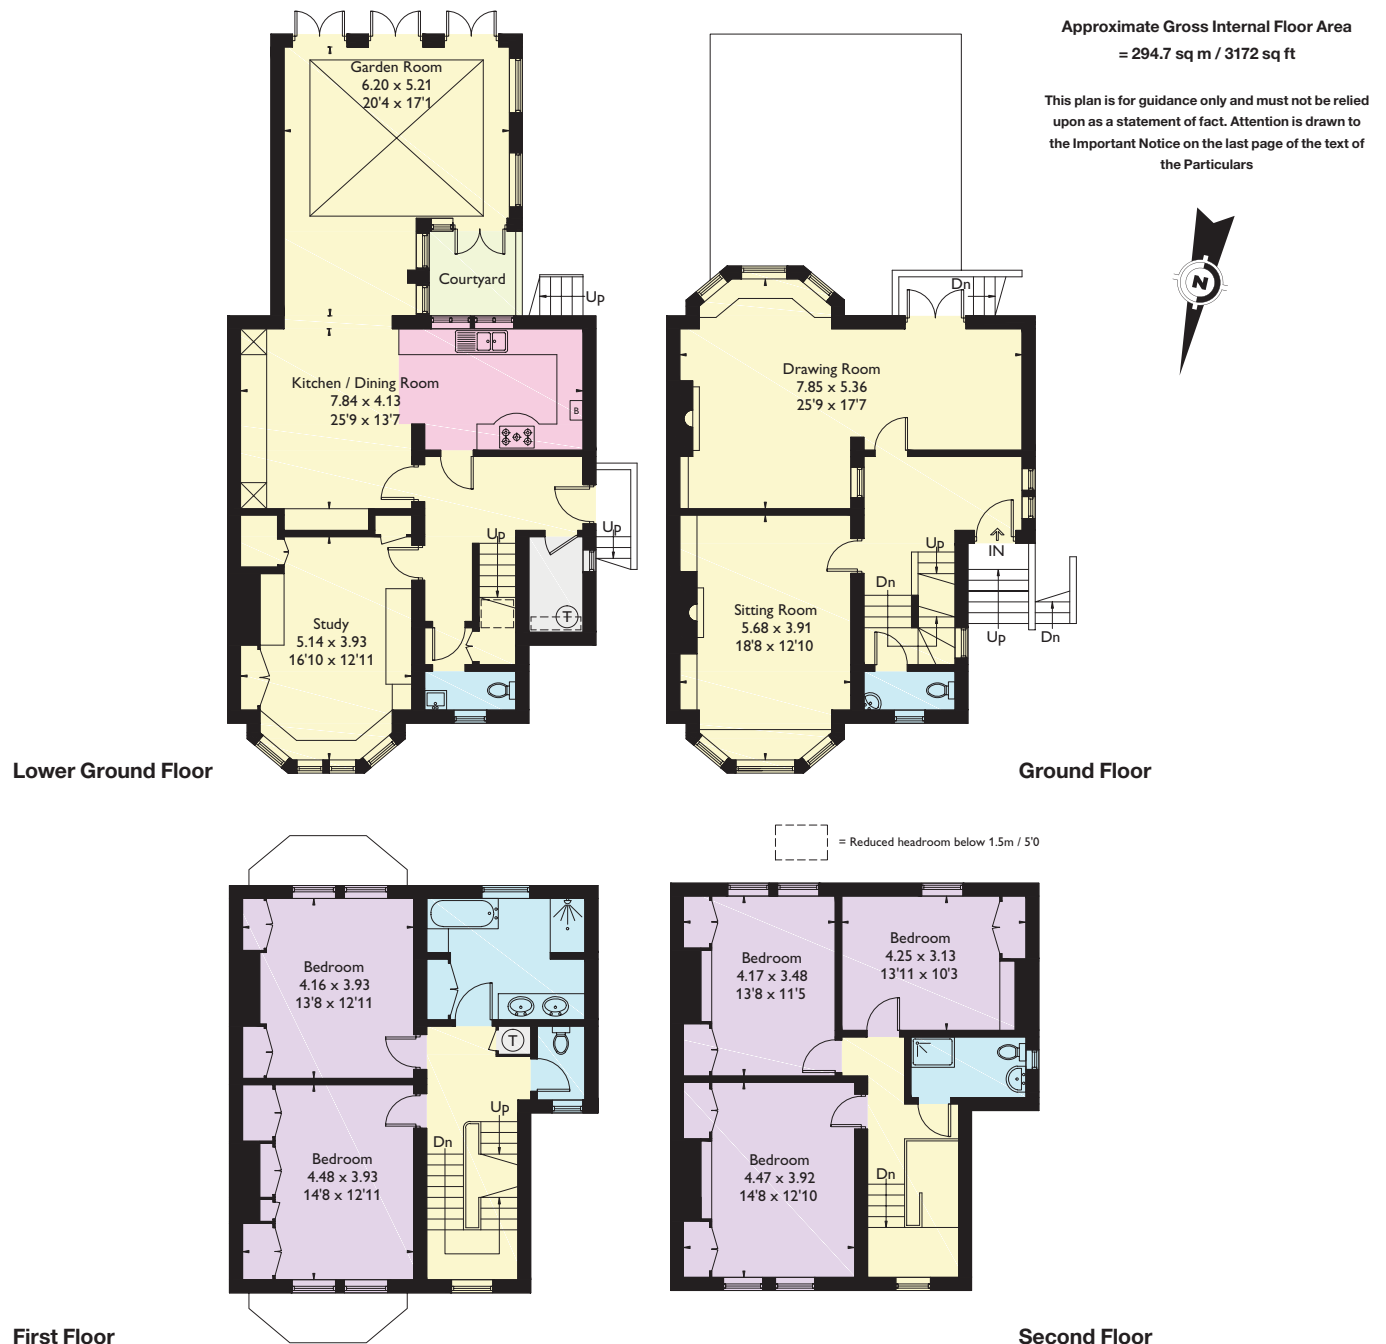 Approximate Gross Internal Floor Area
= 294.7 sq m / 3172 sq ft
This plan is for guidance only and must not be relied
upon as a statement of fact. Attention is drawn to
the Important Notice on the last page of the text of
the Particulars
N
Garden Room
6.20 x 5.21
20'4 x 17'1
Courtyard
Up
Kitchen / Dining Room
7.84 x 4.13
25'9 x 13'7
B
Up
Up
T
Study
5.14 x 3.93
16'10 x 12'11
Lower Ground Floor
Dn
Drawing Room
7.85 x 5.36
25'9 x 17'7
IN
Up
Dn
Sitting Room
5.68 x 3.91
18'8 x 12'10
Up
Dn
Ground Floor
= Reduced headroom below 1.5m / 5'0
Bedroom
4.16 x 3.93
13'8 x 12'11
T
Up
Dn
Bedroom
4.48 x 3.93
14'8 x 12'11
First Floor
Bedroom
4.17 x 3.48
13'8 x 11'5
Bedroom
4.25 x 3.13
13'11 x 10'3
Bedroom
4.47 x 3.92
14'8 x 12'10
Dn
Second Floor